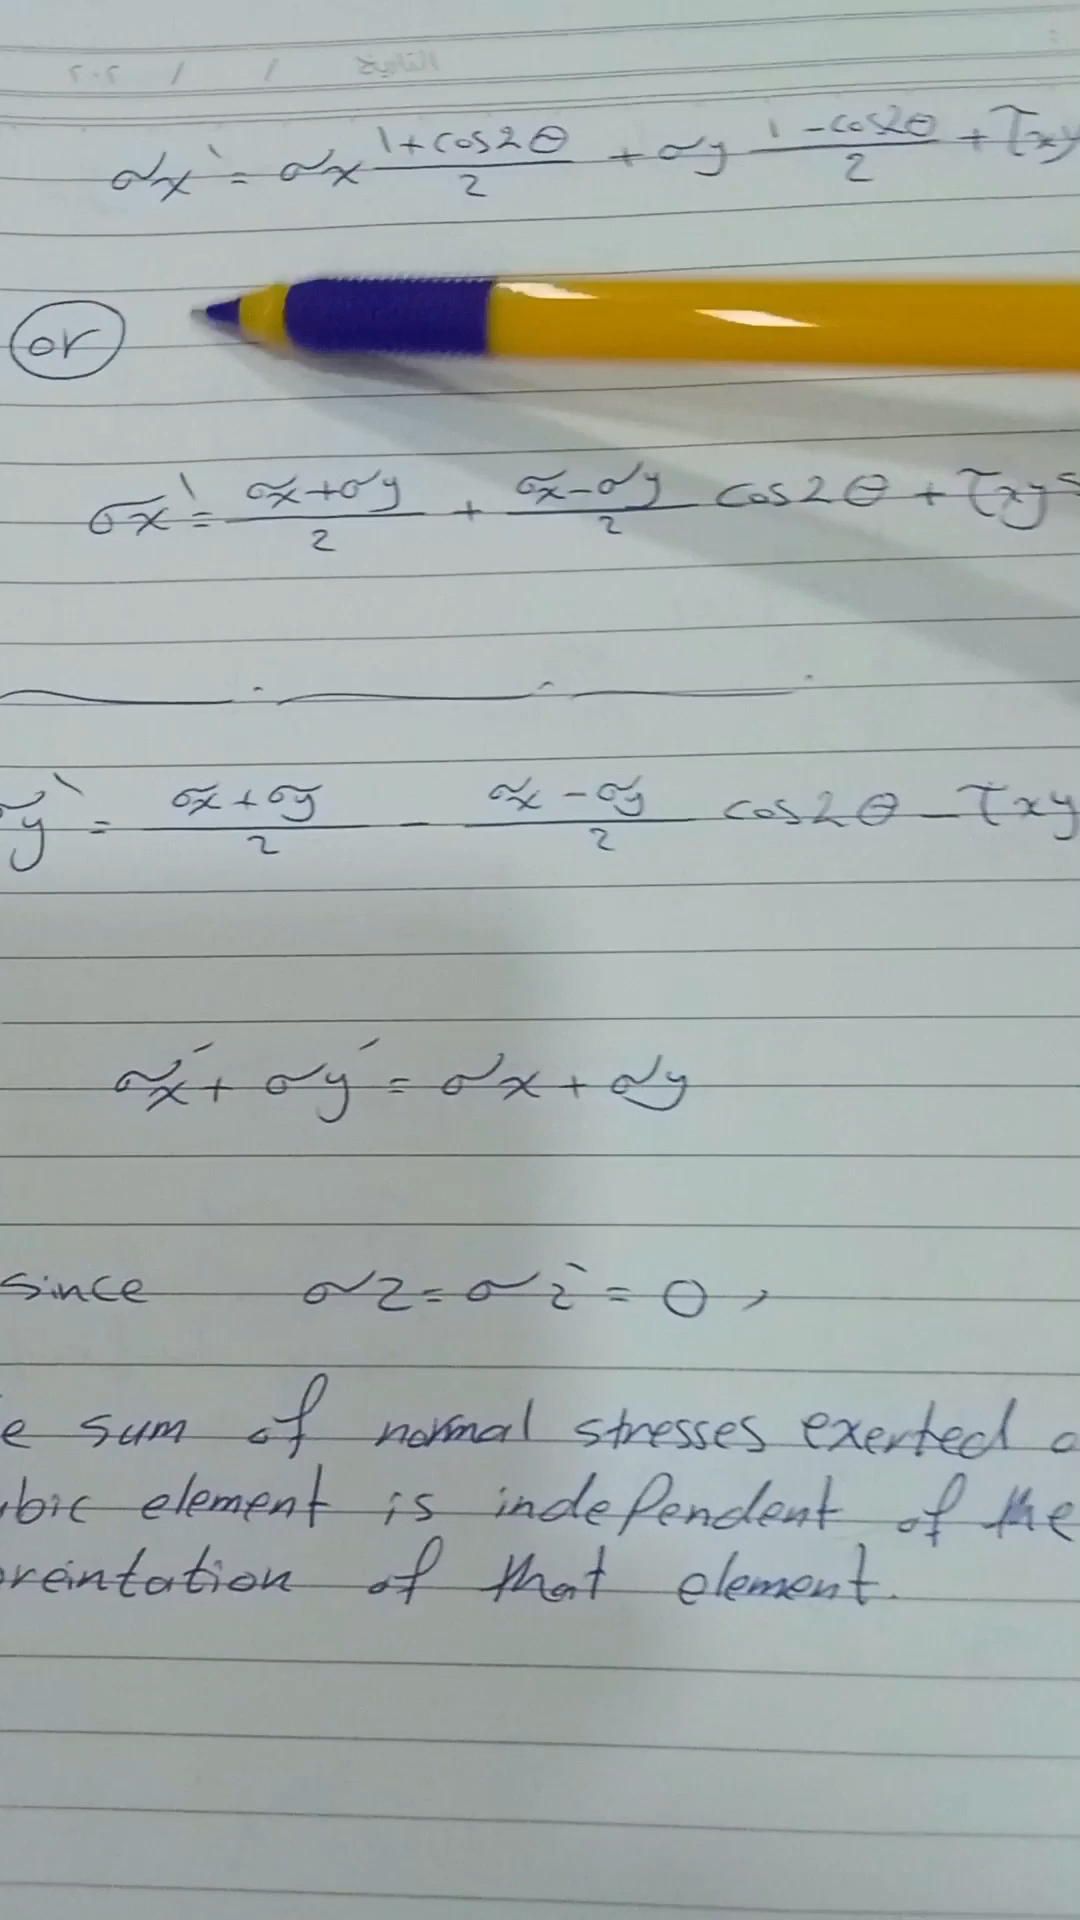 التاريخ / / ٢٠٢
σx` = σx (1+cos2θ)/2 + σy (1-cos2θ)/2 + τxy
or
σx` = (σx+σy)/2 + (σx-σy)/2 cos2θ + τxy s
σy` = (σx+σy)/2 - (σx-σy)/2 cos2θ - τxy
σx' + σy' = σx + σy
since σz = σz' = 0 ,
e sum of normal stresses exerted o
ubic element is independent of the
oreintation of that element.